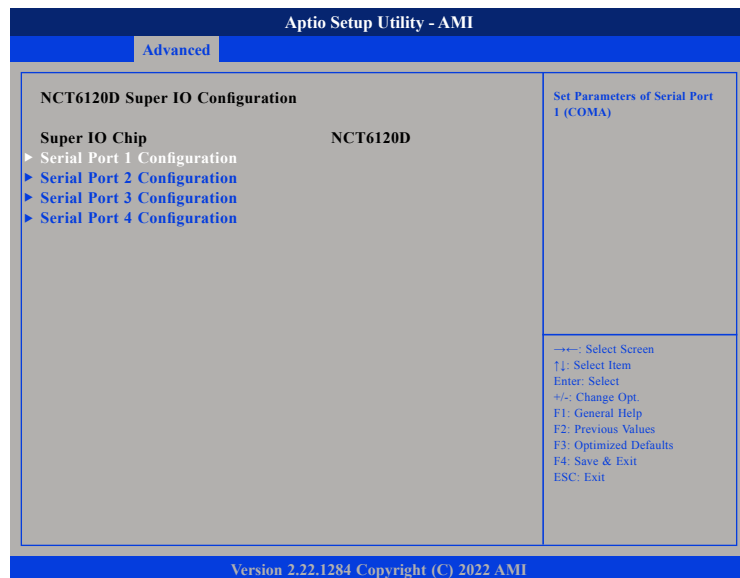 Aptio Setup Utility - AMI
Advanced
NCT6120D Super IO Configuration
Super IO Chip NCT6120D
► Serial Port 1 Configuration
► Serial Port 2 Configuration
► Serial Port 3 Configuration
► Serial Port 4 Configuration
Set Parameters of Serial Port
1 (COMA)
→←: Select Screen
↑↓: Select Item
Enter: Select
+/-: Change Opt.
F1: General Help
F2: Previous Values
F3: Optimized Defaults
F4: Save & Exit
ESC: Exit
Version 2.22.1284 Copyright (C) 2022 AMI